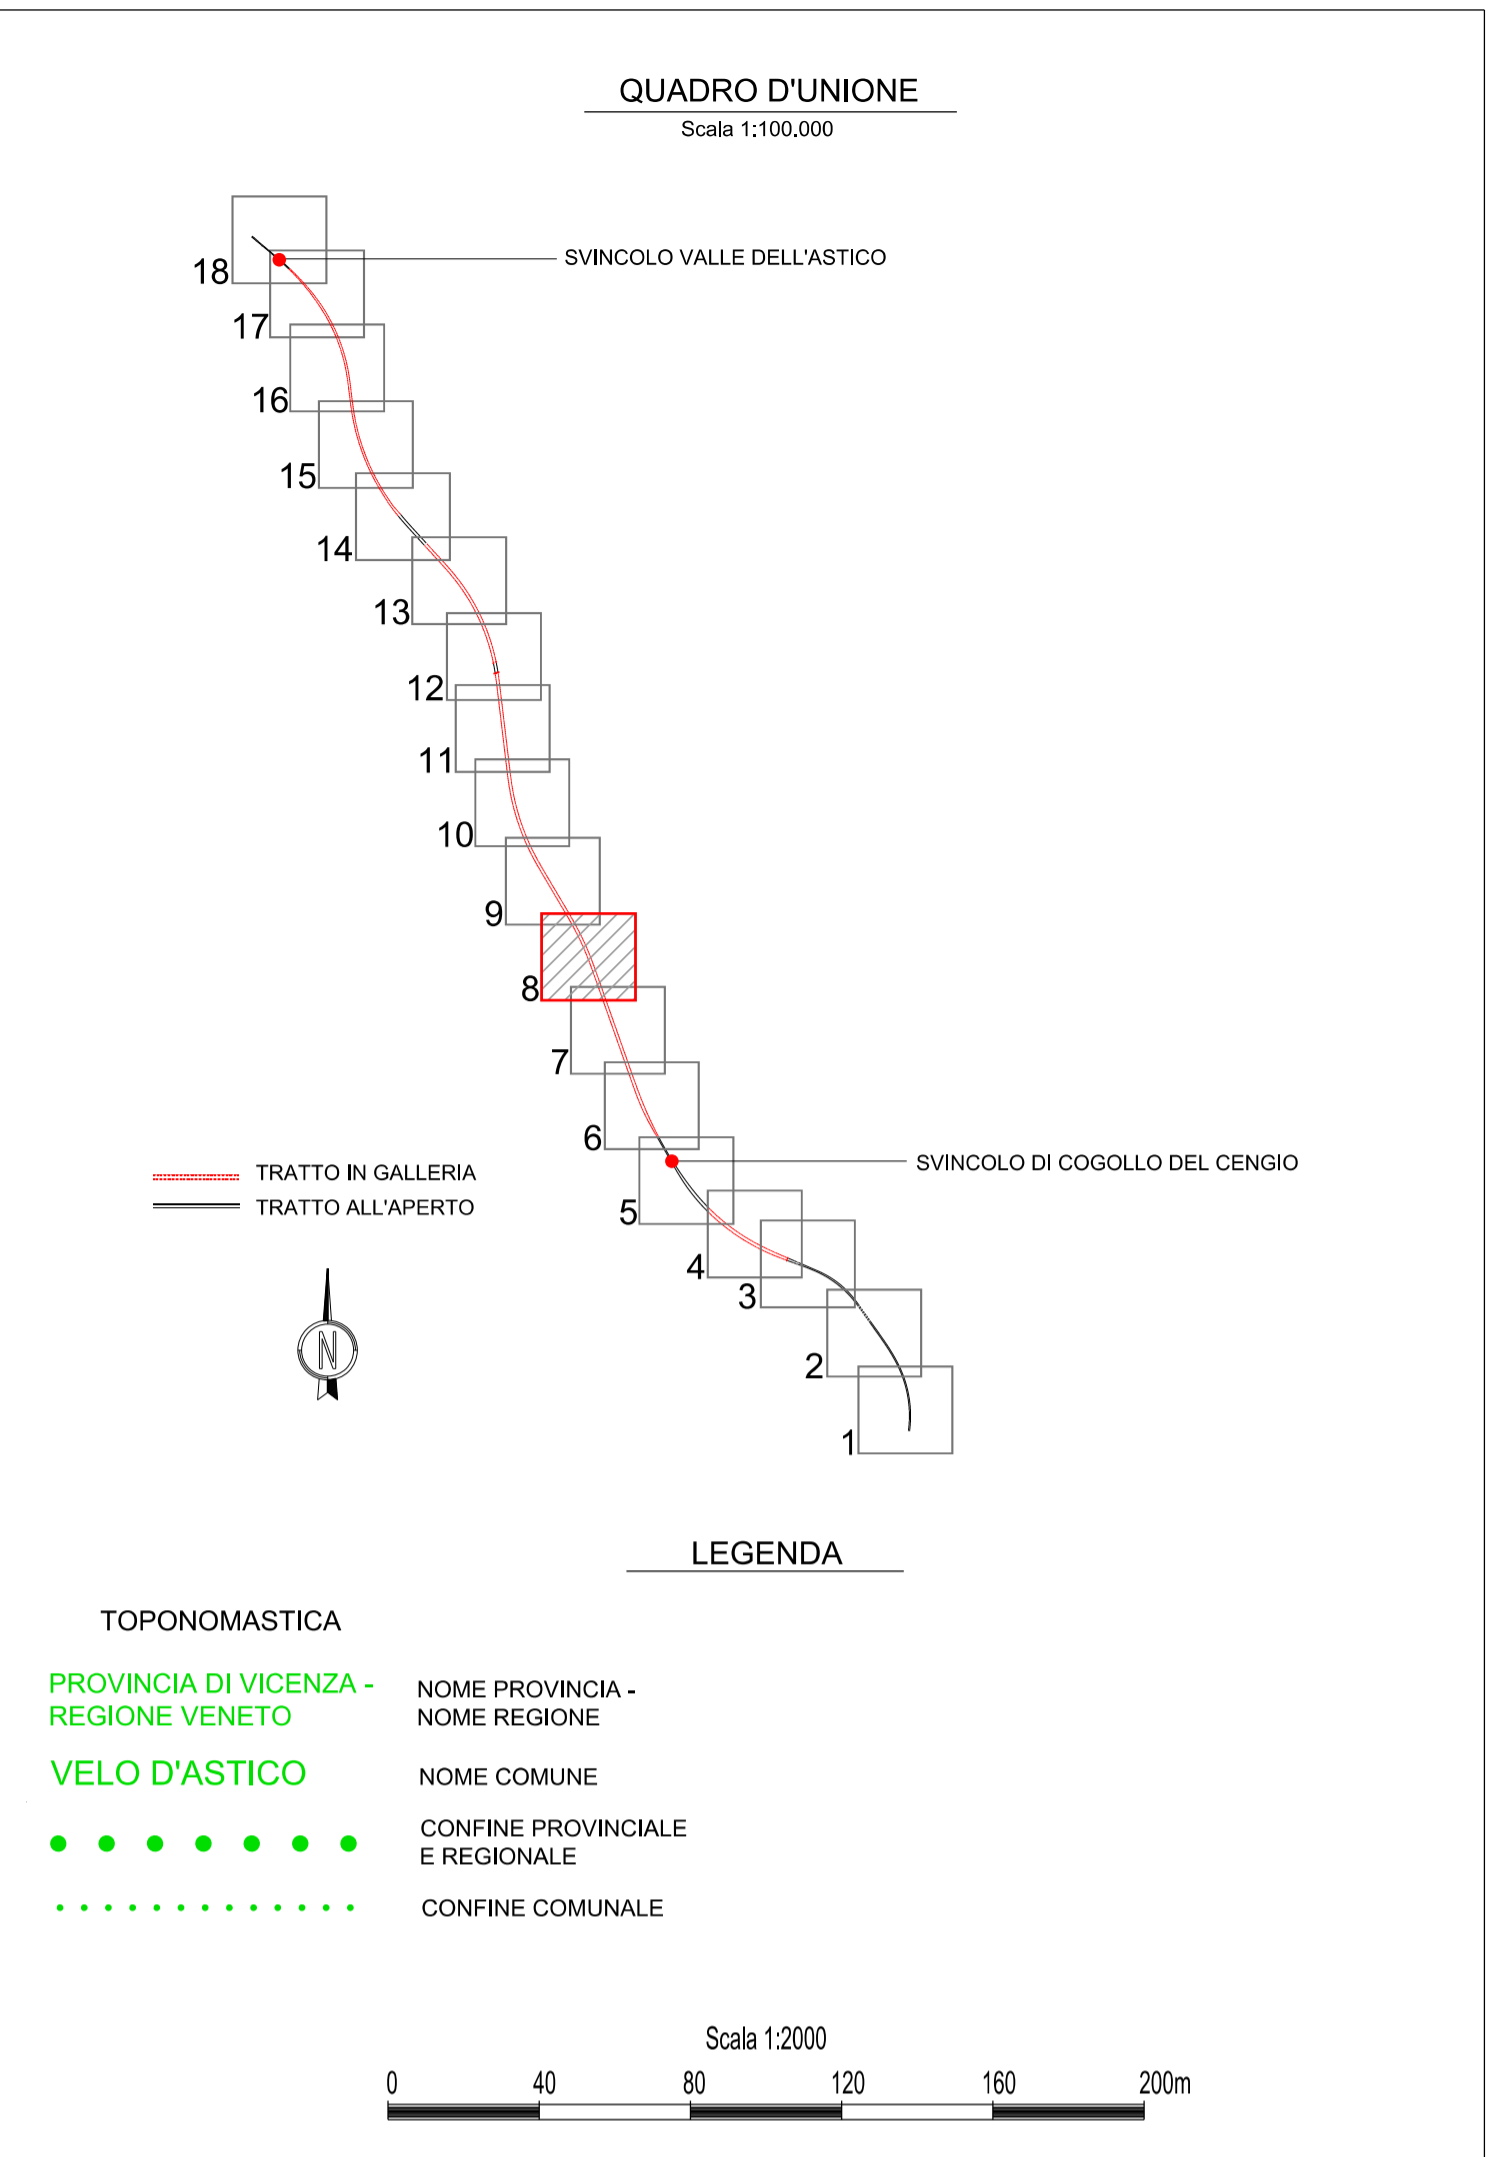 QUADRO D'UNIONE
Scala 1:100.000
18
SVINCOLO VALLE DELL'ASTICO
17
16
15
14
13
12
11
10
9
8
7
6
SVINCOLO DI COGOLLO DEL CENGIO
TRATTO IN GALLERIA
TRATTO ALL'APERTO
5
4
3
N
2
1
LEGENDA
TOPONOMASTICA
PROVINCIA DI VICENZA -
REGIONE VENETO
NOME PROVINCIA -
NOME REGIONE
VELO D'ASTICO
NOME COMUNE
CONFINE PROVINCIALE
E REGIONALE
CONFINE COMUNALE
Scala 1:2000
0 40 80 120 160 200m